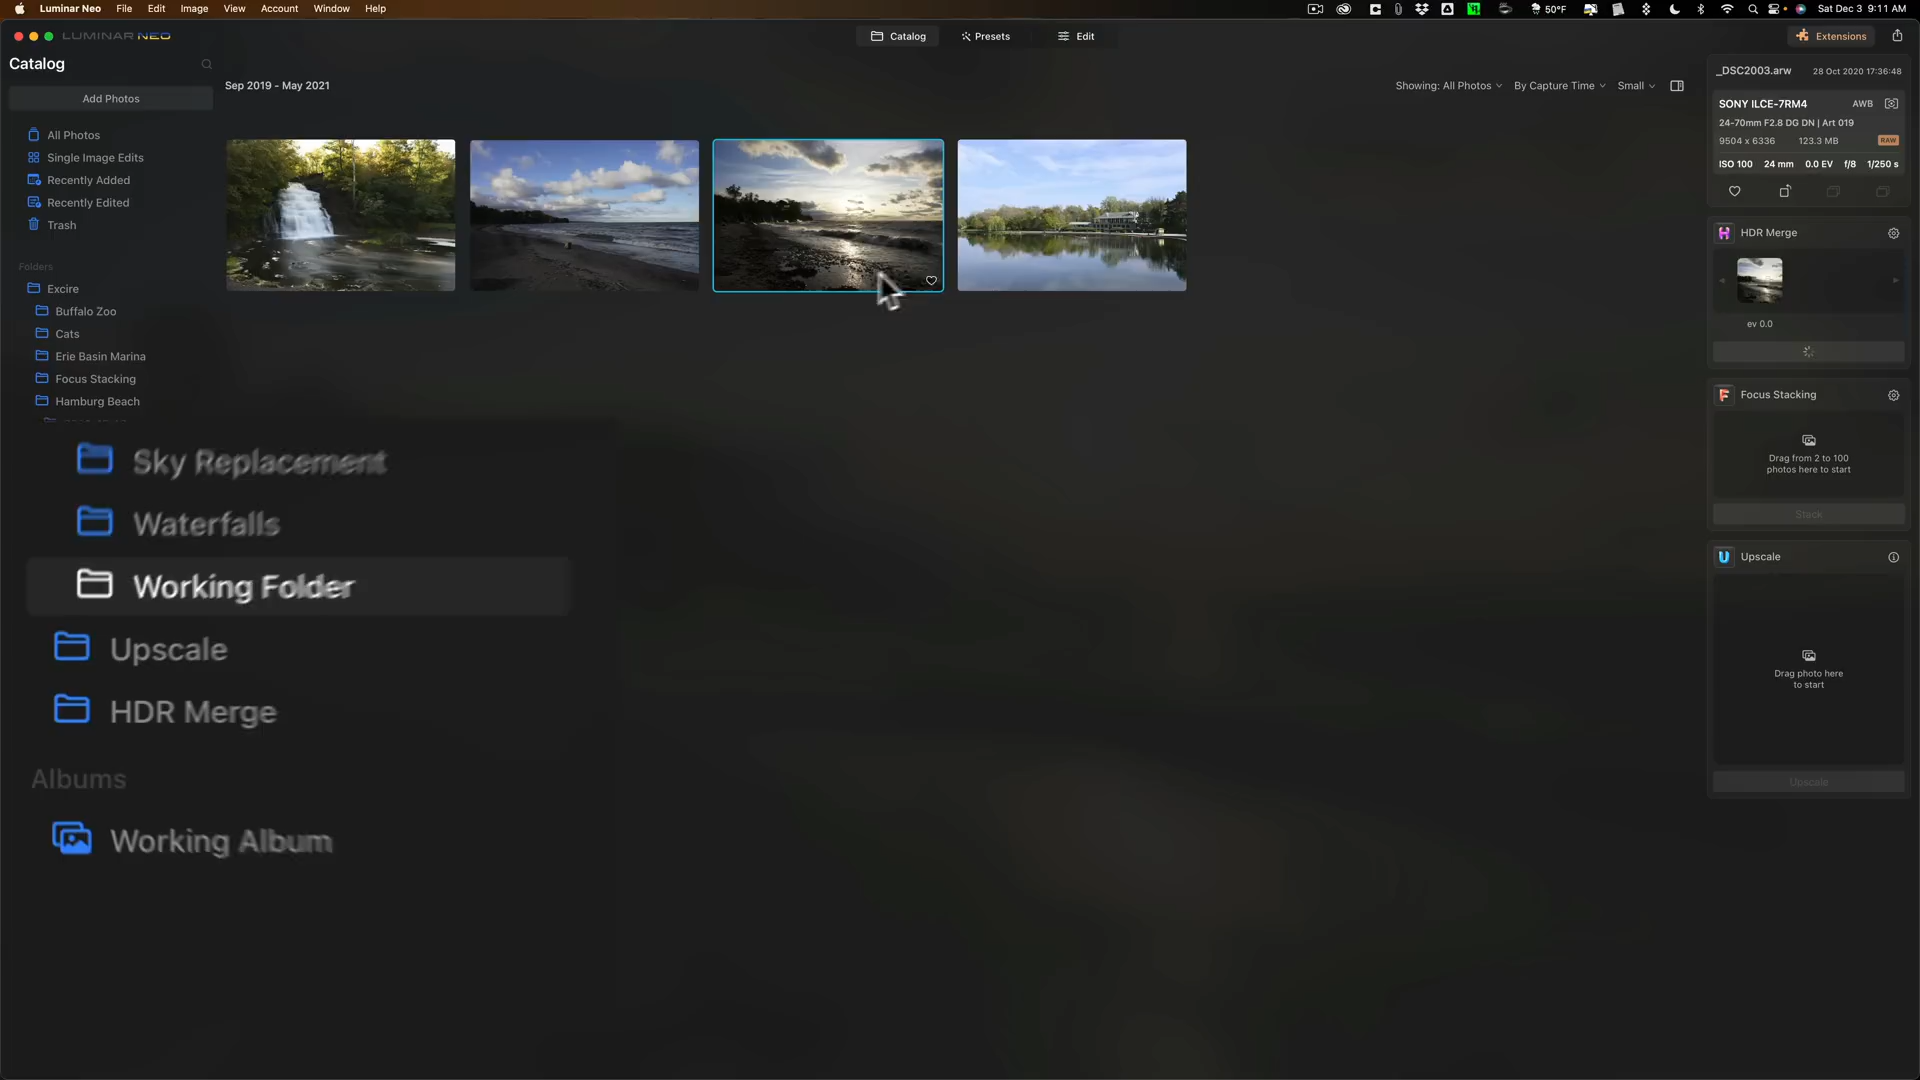 Luminar Neo File Edit Image View Account Window Help 50°F Sat Dec 3 9:11 AM
LUMINAR NEO Catalog Presets Edit Extensions
Catalog
Add Photos
All Photos
Single Image Edits
Recently Added
Recently Edited
Trash
Folders
Excire
Buffalo Zoo
Cats
Erie Basin Marina
Focus Stacking
Hamburg Beach
Sky Replacement
Waterfalls
Working Folder
Upscale
HDR Merge
Albums
Working Album
Sep 2019 - May 2021 Showing: All Photos By Capture Time Small
_DSC2003.arw 28 Oct 2020 17:36:48
SONY ILCE-7RM4 AWB
24-70mm F2.8 DG DN | Art 019
9504 x 6336 123.3 MB RAW
ISO 100 24 mm 0.0 EV f/8 1/250 s
HDR Merge
ev 0.0
Focus Stacking
Drag from 2 to 100
photos here to start
Stack
Upscale
Drag photo here
to start
Upscale